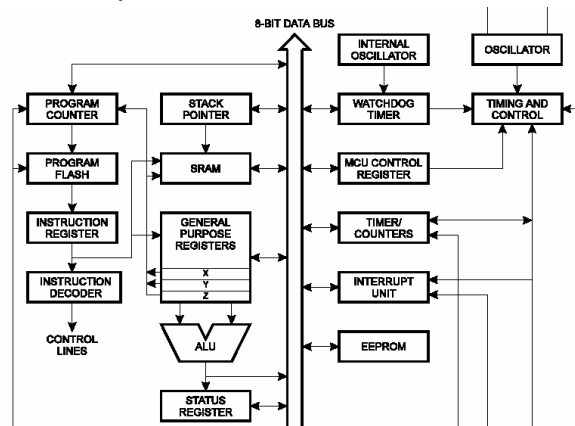 8-BIT DATA BUS
INTERNAL
OSCILLATOR
OSCILLATOR
PROGRAM
COUNTER
STACK
POINTER
WATCHDOG
TIMER
TIMING AND
CONTROL
PROGRAM
FLASH
SRAM
MCU CONTROL
REGISTER
INSTRUCTION
REGISTER
GENERAL
PURPOSE
REGISTERS
X
Y
Z
TIMER/
COUNTERS
INSTRUCTION
DECODER
INTERRUPT
UNIT
CONTROL
LINES
ALU
EEPROM
STATUS
REGISTER